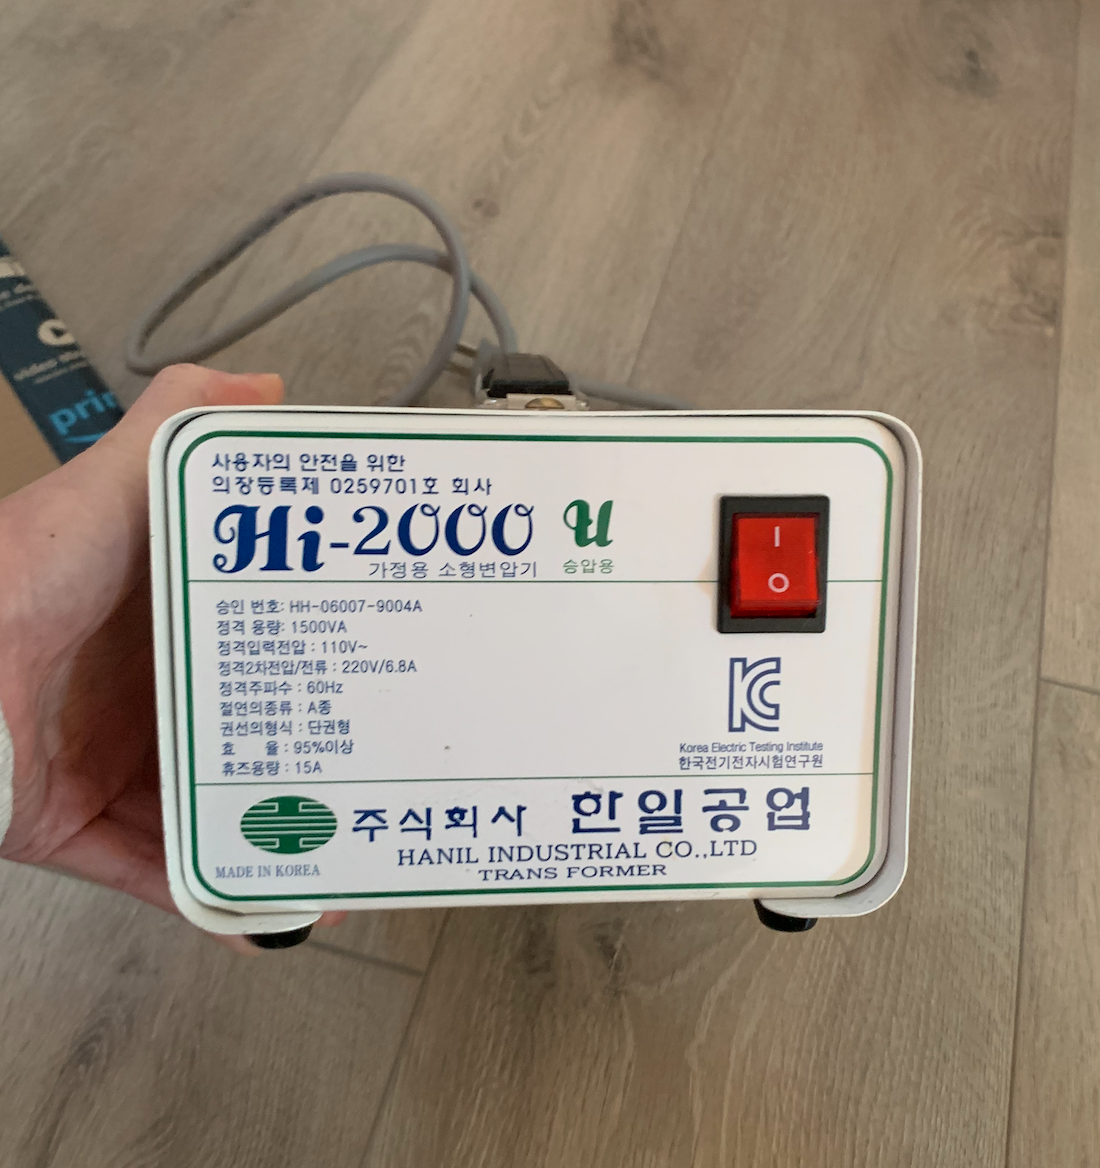 사용자의 안전을 위한
의장등록제 0259701호 회사
Hi-2000 u
가정용 소형변압기 승압용
I
O
승인 번호: HH-06007-9004A
정격 용량: 1500VA
정격입력전압 : 110V~
정격2차전압/전류 : 220V/6.8A
정격주파수 : 60Hz
절연의종류 : A종
권선의형식 : 단권형
효 율 : 95%이상
휴즈용량 : 15A
Korea Electric Testing Institute
한국전기전자시험연구원
주식회사 한일공업
HANIL INDUSTRIAL CO.,LTD
MADE IN KOREA
TRANS FORMER